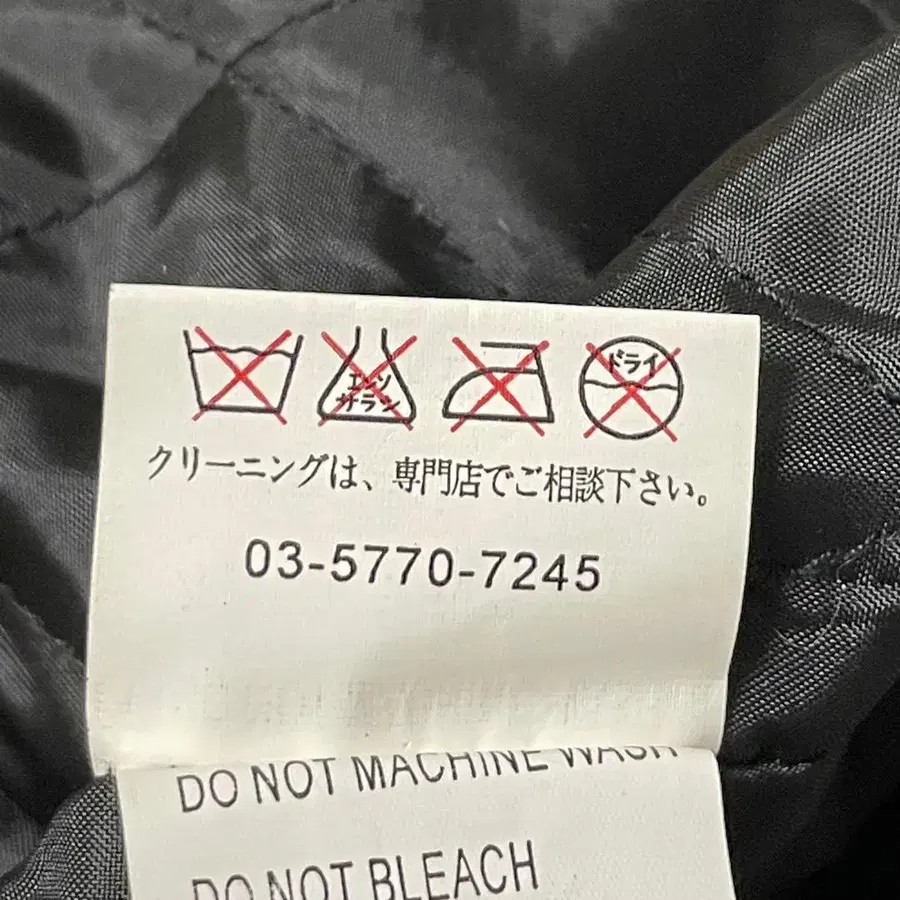 エンソ
サラシ
ドライ
クリーニングは、専門店でご相談下さい。
03-5770-7245
DO NOT MACHINE WASH
DO NOT BLEACH